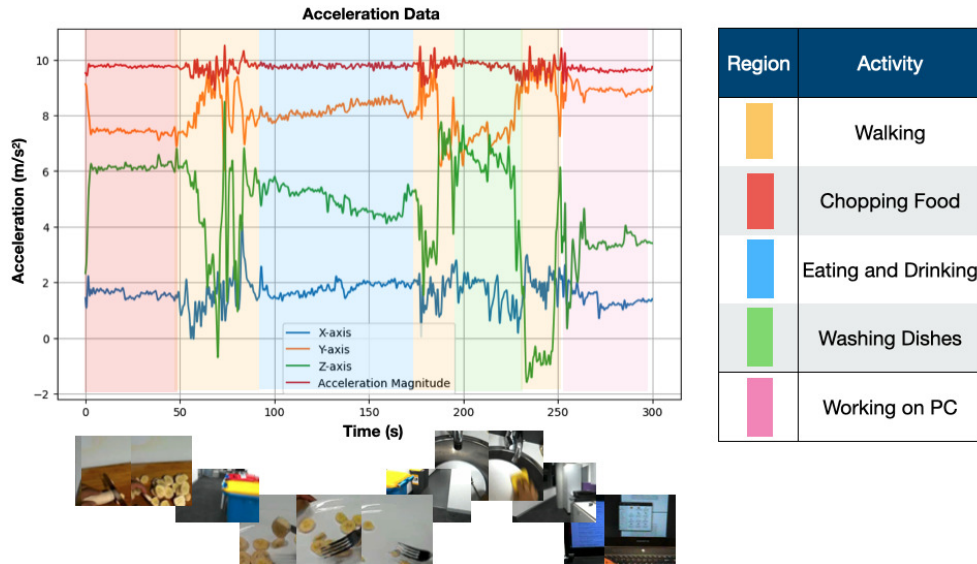 Acceleration Data
Acceleration (m/s²)
10
8
6
4
2
0
−2
X-axis
Y-axis
Z-axis
Acceleration Magnitude
0 50 100 150 200 250 300
Time (s)
Region Activity
Walking
Chopping Food
Eating and Drinking
Washing Dishes
Working on PC